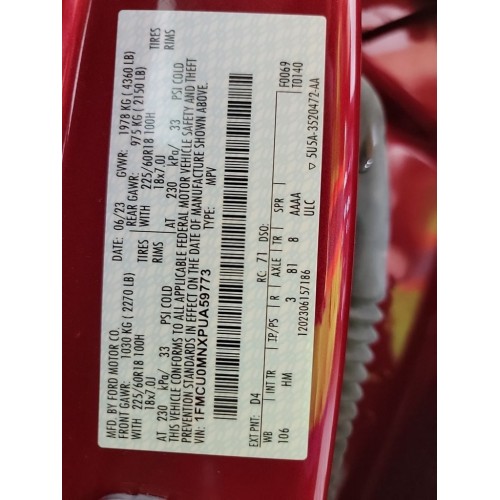 MFD. BY FORD MOTOR CO. DATE: 06/23 GVWR: 1978 KG ( 4360 LB)
FRONT GAWR: 1030 KG ( 2270 LB) REAR GAWR: 975 KG ( 2150 LB)
WITH 225/60R18 100H TIRES WITH 225/60R18 100H TIRES
18x7.0J RIMS 18x7.0J RIMS
AT 230 kPa/ 33 PSI COLD AT 230 kPa/ 33 PSI COLD
THIS VEHICLE CONFORMS TO ALL APPLICABLE FEDERAL MOTOR VEHICLE SAFETY AND THEFT
PREVENTION STANDARDS IN EFFECT ON THE DATE OF MANUFACTURE SHOWN ABOVE.
VIN: 1FMCU0MNXPUA59773 TYPE: MPV
F0069
T0140
EXT PNT: D4 RC: 71 DSO:
WB INT TR TP/PS R AXLE TR SPR
106 HM 3 81 8 AAAA
ULC
1202306157186 5U5A-3520472-AA